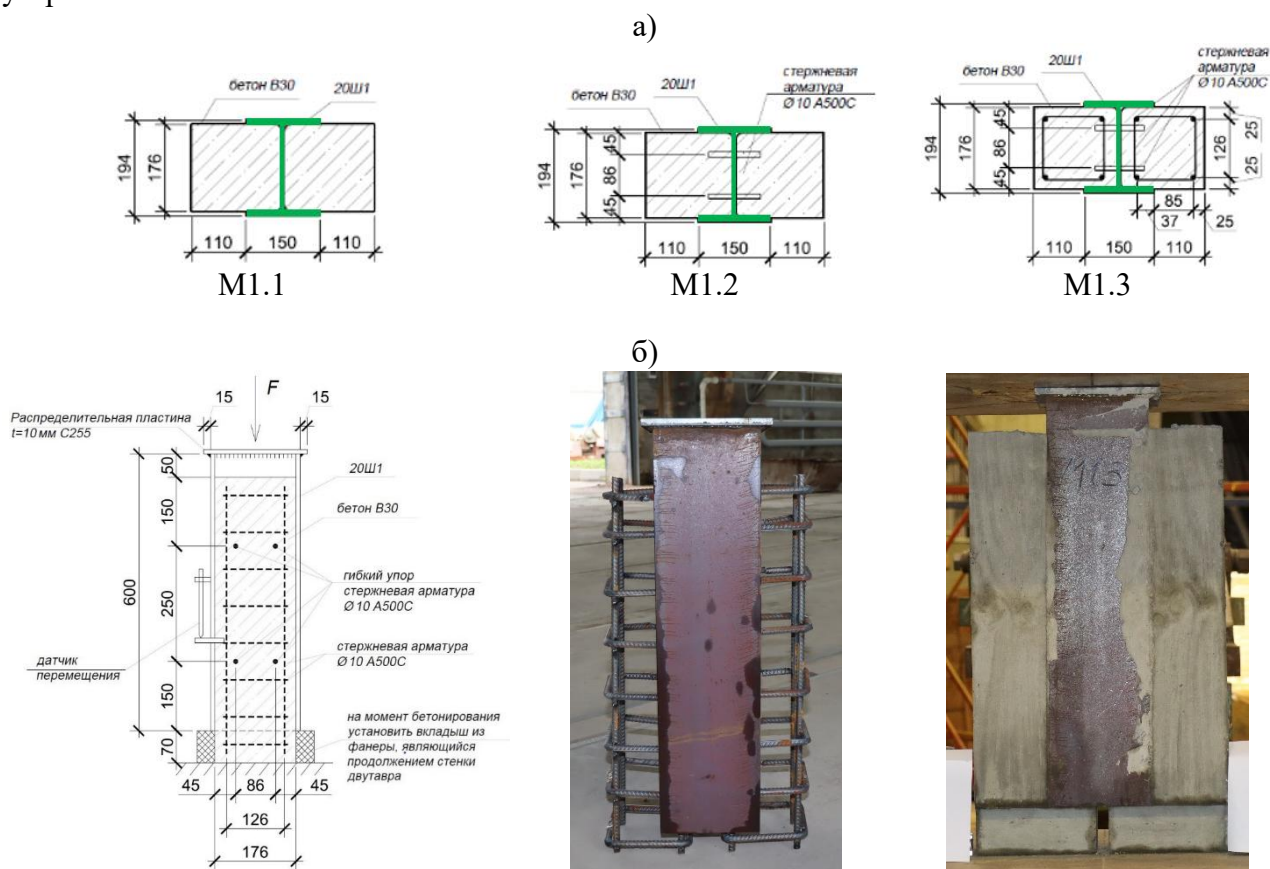 а)
бетон В30
20Ш1
194
176
110
150
110
М1.1
бетон В30
20Ш1
стержневая
арматура
Ø 10 А500С
194
176
45
86
45
110
150
110
М1.2
бетон В30
20Ш1
стержневая
арматура
Ø 10 А500С
194
176
45
86
45
25
126
25
85
37
25
110
150
110
М1.3
б)
F
15
15
Распределительная пластина
t=10 мм С255
20Ш1
бетон В30
гибкий упор
стержневая арматура
Ø 10 А500С
стержневая арматура
Ø 10 А500С
на момент бетонирования
установить вкладыш из
фанеры, являющийся
продолжением стенки
двутавра
датчик
перемещения
50
150
250
150
600
70
45
86
45
126
176